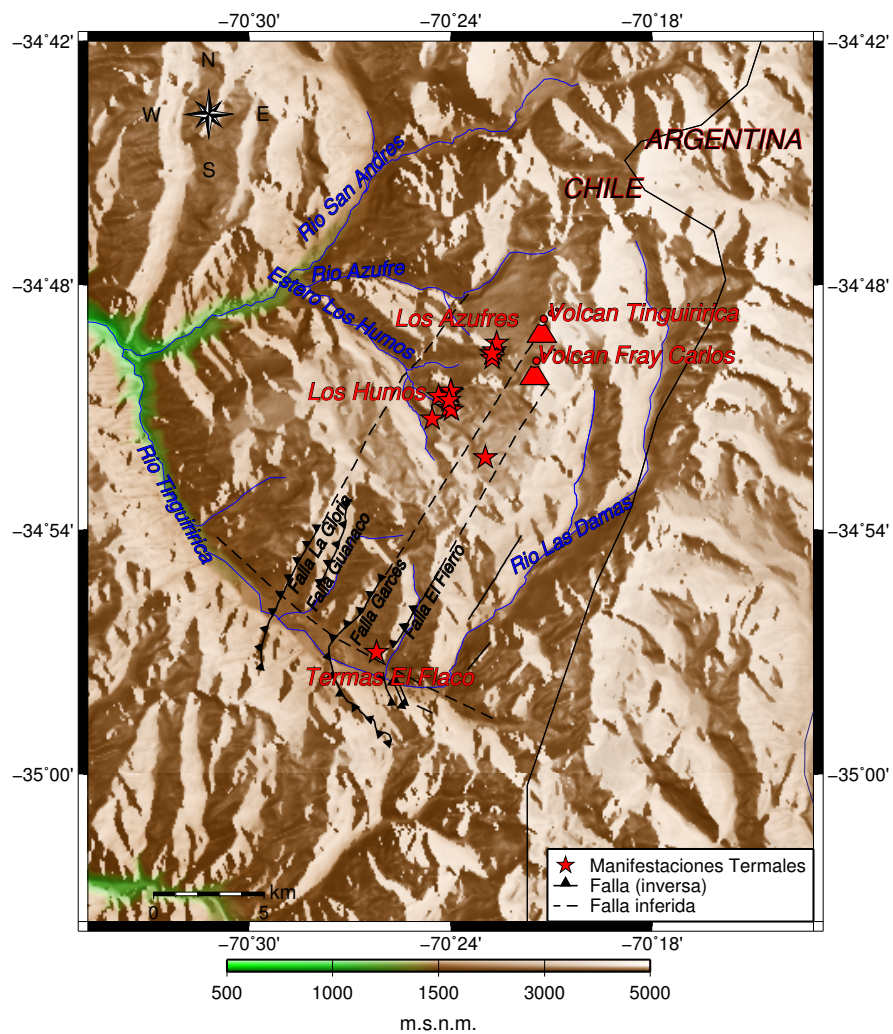 −70˚30'
−70˚24'
−70˚18'
−34˚42'
−34˚42'
N
W
E
S
ARGENTINA
CHILE
Rio San Andres
Rio Azufre
Estero Los Humos
−34˚48'
−34˚48'
Los Azufres
Volcan Tinguiririca
Volcan Fray Carlos
Los Humos
Rio Tinguiririca
−34˚54'
−34˚54'
Rio Las Damas
Falla La Gloria
Falla Guanaco
Falla Garces
Falla El Fierro
Termas El Flaco
−35˚00'
−35˚00'
km
0
5
Manifestaciones Termales
Falla (inversa)
Falla inferida
−70˚30'
−70˚24'
−70˚18'
500
1000
1500
3000
5000
m.s.n.m.